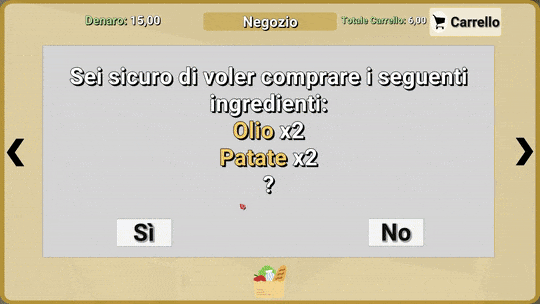 Denaro: 15,00
Negozio
Totale Carrello: 6,00
Carrello
Sei sicuro di voler comprare i seguenti
ingredienti:
Olio x2
Patate x2
?
Sì
No